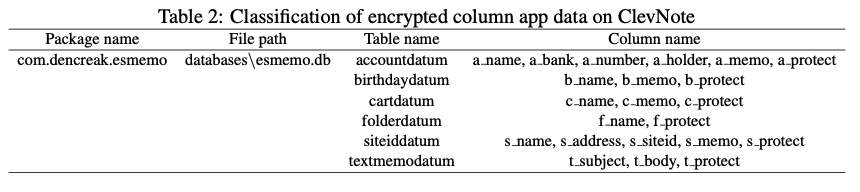 Table 2: Classification of encrypted column app data on ClevNote
Package name File path Table name Column name
com.dencreak.esmemo databases\esmemo.db accountdatum a_name, a_bank, a_number, a_holder, a_memo, a_protect
birthdaydatum b_name, b_memo, b_protect
cartdatum c_name, c_memo, c_protect
folderdatum f_name, f_protect
siteiddatum s_name, s_address, s_siteid, s_memo, s_protect
textmemodatum t_subject, t_body, t_protect